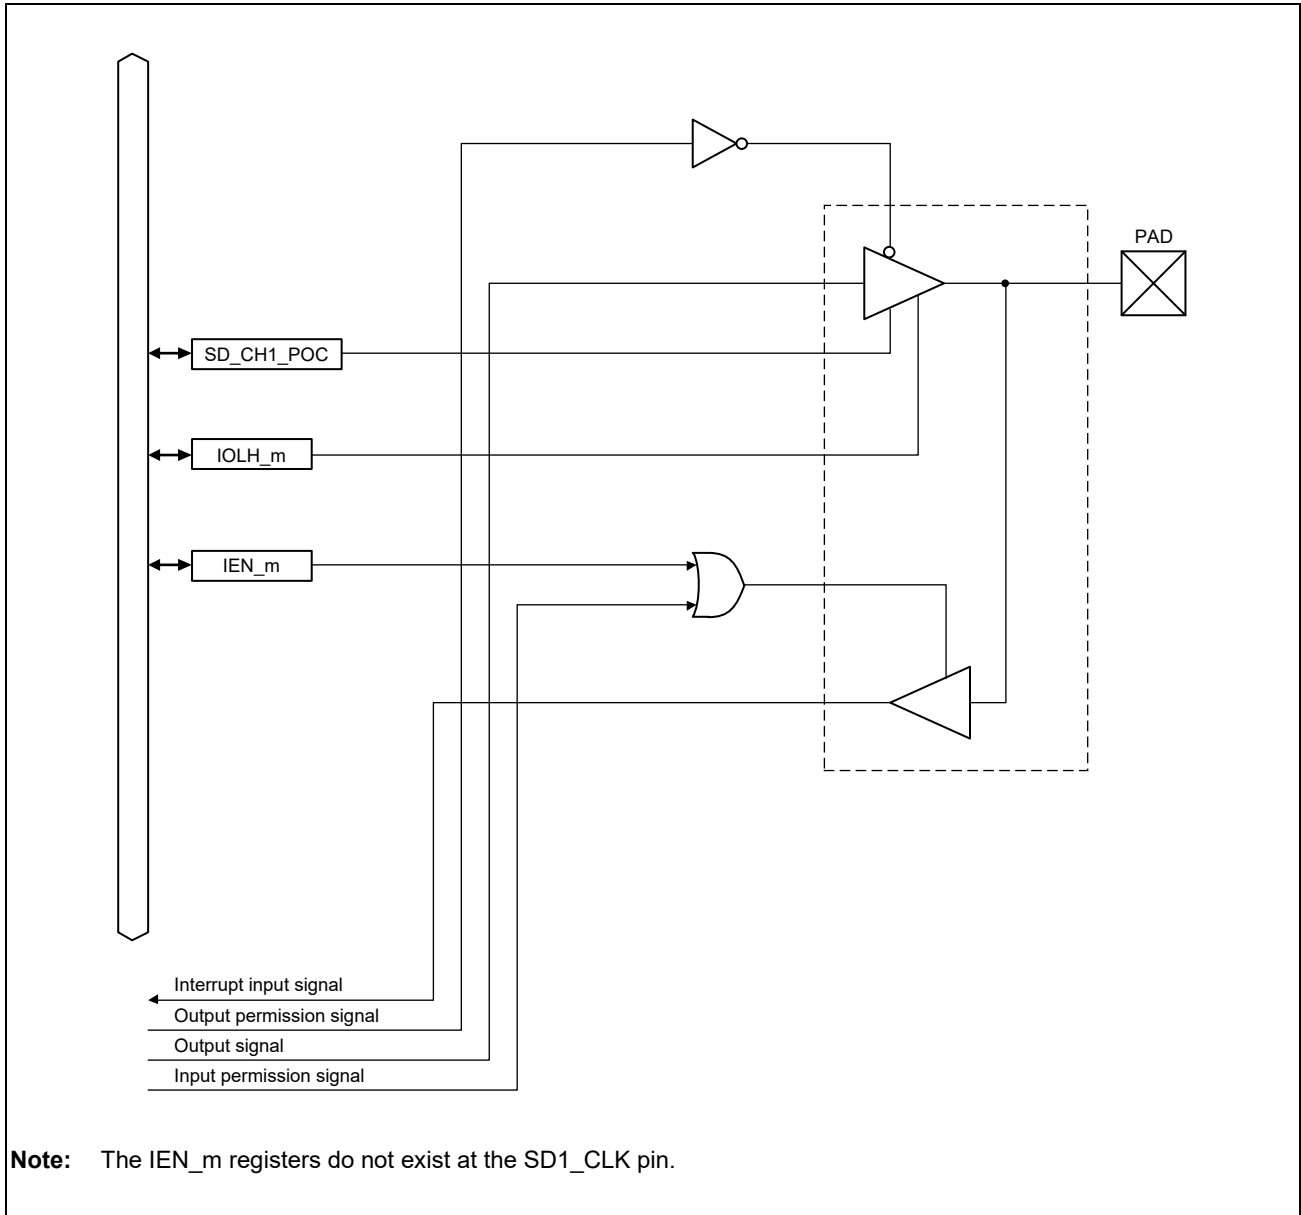 PAD
SD_CH1_POC
IOLH_m
IEN_m
Interrupt input signal
Output permission signal
Output signal
Input permission signal
Note: The IEN_m registers do not exist at the SD1_CLK pin.